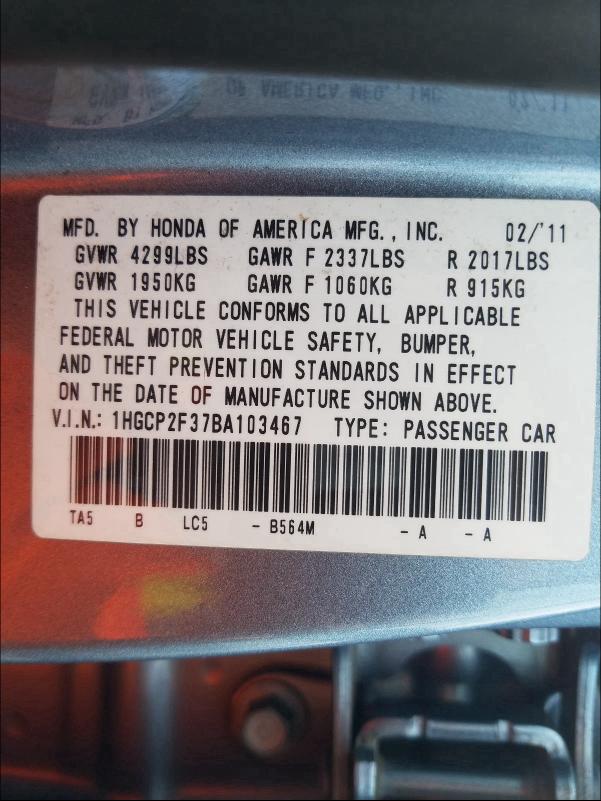 MFD. BY HONDA OF AMERICA MFG., INC. 02/'11
GVWR 4299LBS GAWR F 2337LBS R 2017LBS
GVWR 1950KG GAWR F 1060KG R 915KG
THIS VEHICLE CONFORMS TO ALL APPLICABLE
FEDERAL MOTOR VEHICLE SAFETY, BUMPER,
AND THEFT PREVENTION STANDARDS IN EFFECT
ON THE DATE OF MANUFACTURE SHOWN ABOVE.
V.I.N.: 1HGCP2F37BA103467 TYPE: PASSENGER CAR
TA5 B LC5 - B564M - A - A